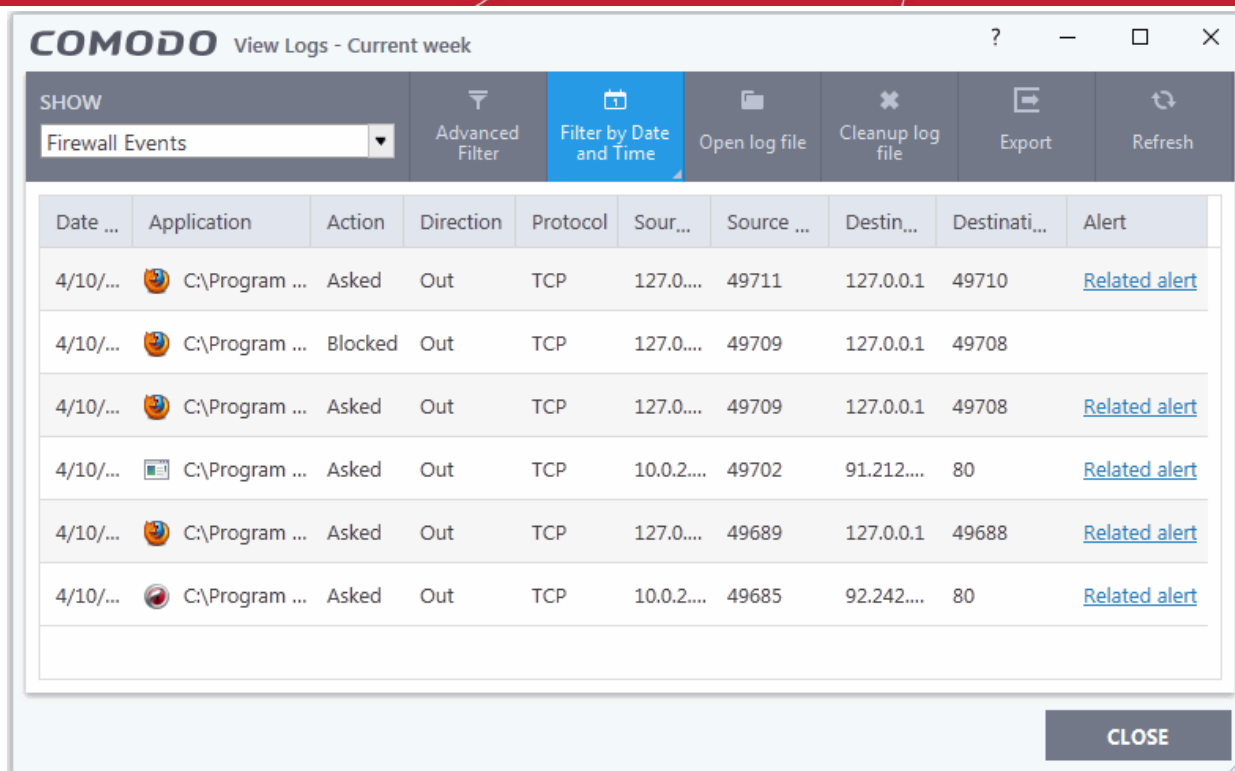 COMODO View Logs - Current week ?
SHOW
Firewall Events
Advanced Filter
Filter by Date and Time
Open log file
Cleanup log file
Export
Refresh
Date ... Application Action Direction Protocol Sour... Source ... Destin... Destinati... Alert
4/10/... C:\Program ... Asked Out TCP 127.0.... 49711 127.0.0.1 49710 Related alert
4/10/... C:\Program ... Blocked Out TCP 127.0.... 49709 127.0.0.1 49708
4/10/... C:\Program ... Asked Out TCP 127.0.... 49709 127.0.0.1 49708 Related alert
4/10/... C:\Program ... Asked Out TCP 10.0.2.... 49702 91.212.... 80 Related alert
4/10/... C:\Program ... Asked Out TCP 127.0.... 49689 127.0.0.1 49688 Related alert
4/10/... C:\Program ... Asked Out TCP 10.0.2.... 49685 92.242.... 80 Related alert
CLOSE